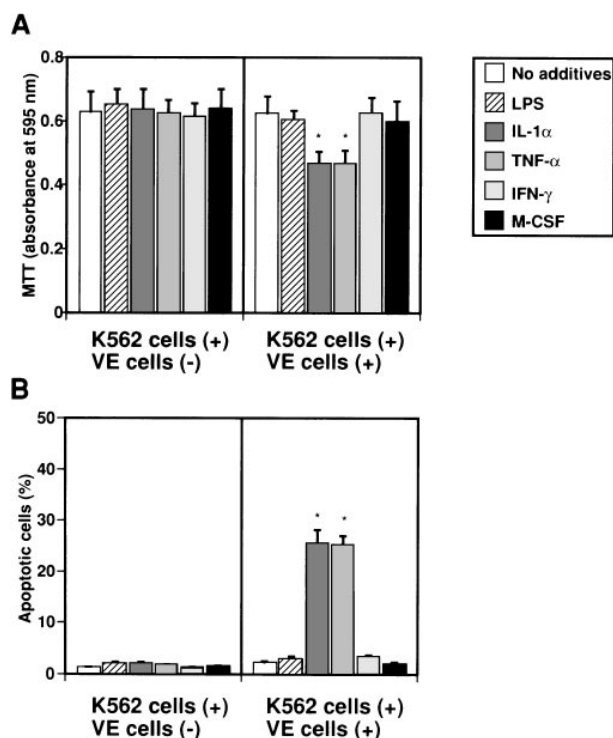 A
0.8
0.6
0.4
0.2
0
MTT (absorbance at 595 nm)
* *
K562 cells (+)
VE cells (-)
K562 cells (+)
VE cells (+)
No additives
LPS
IL-1α
TNF-α
IFN-γ
M-CSF
B
50
40
30
20
10
0
Apoptotic cells (%)
* *
K562 cells (+)
VE cells (-)
K562 cells (+)
VE cells (+)